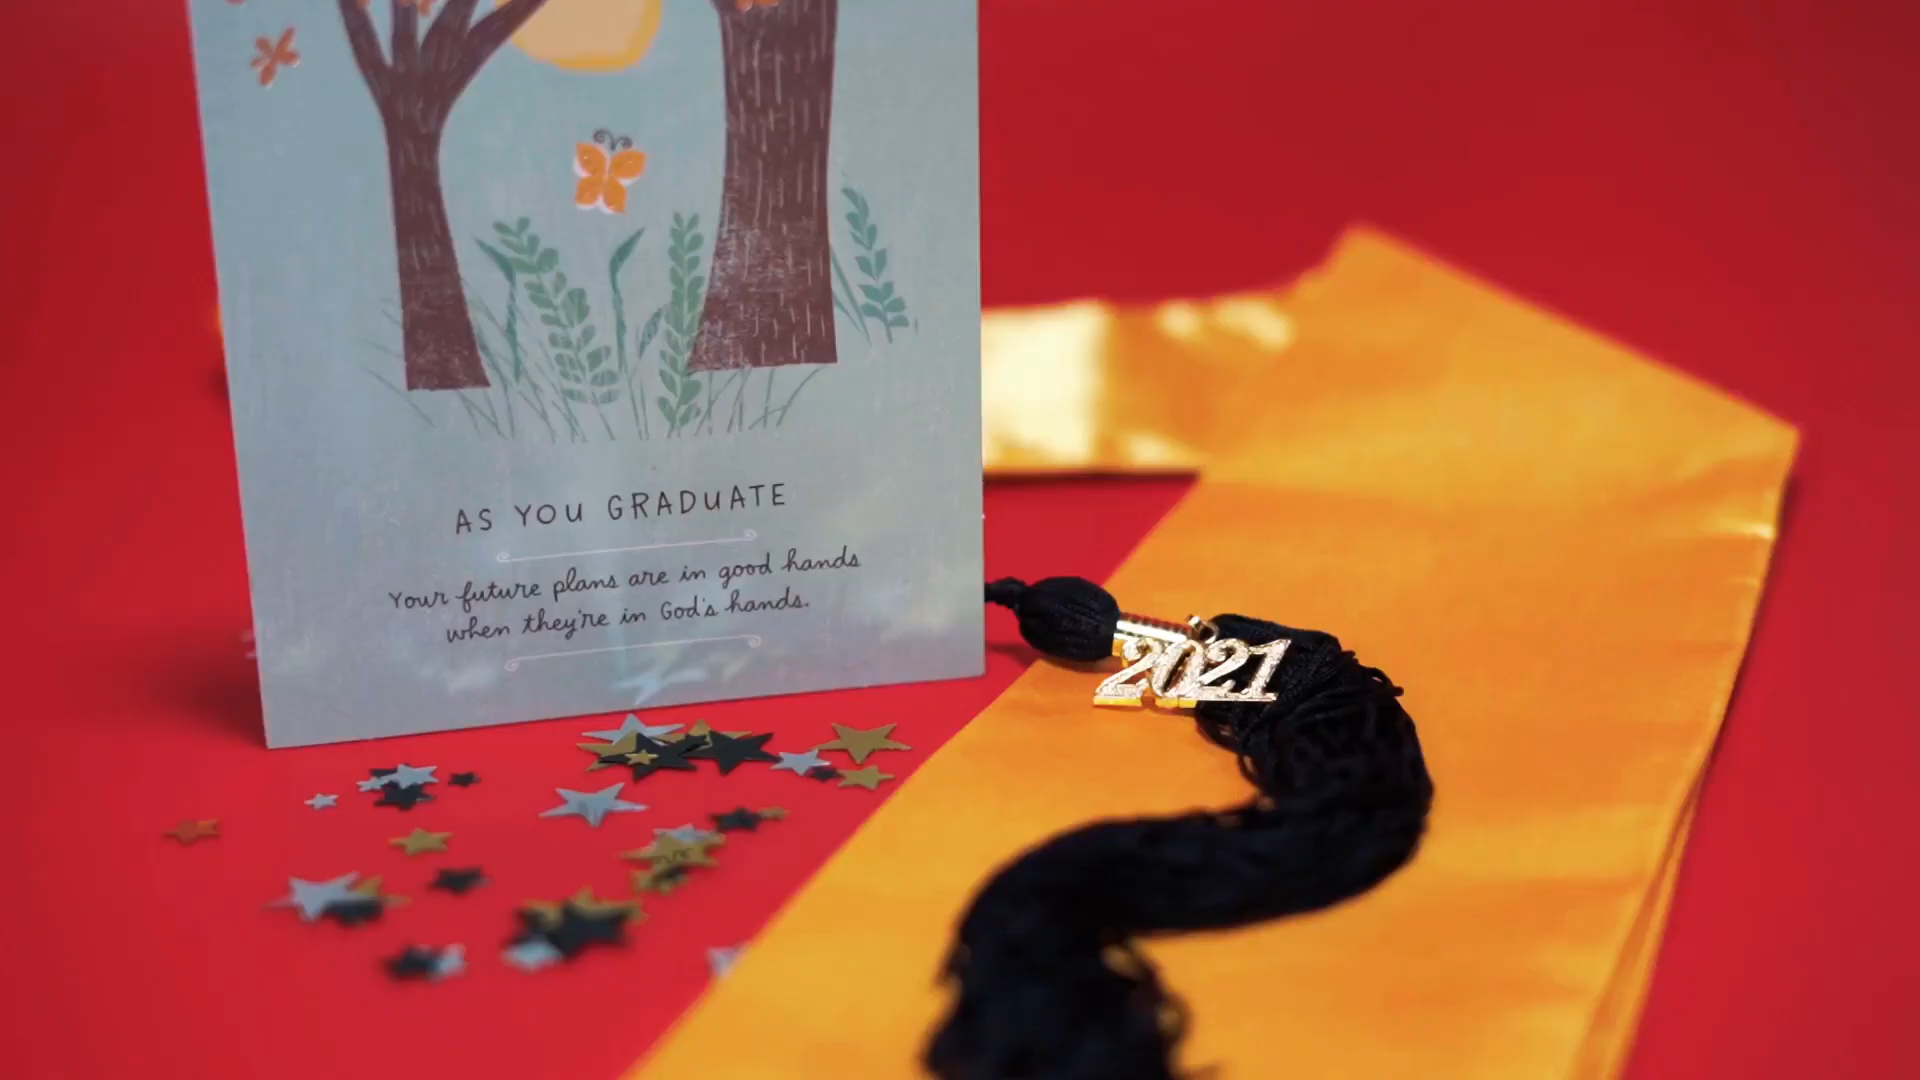 AS YOU GRADUATE
Your future plans are in good hands
when they're in God's hands.
2021